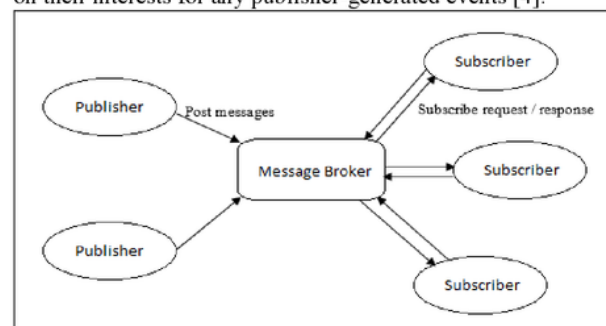 on their interests for any publisher generated events [4].
Subscriber
Publisher
Post messages
Subscribe request / response
Message Broker
Subscriber
Publisher
Subscriber